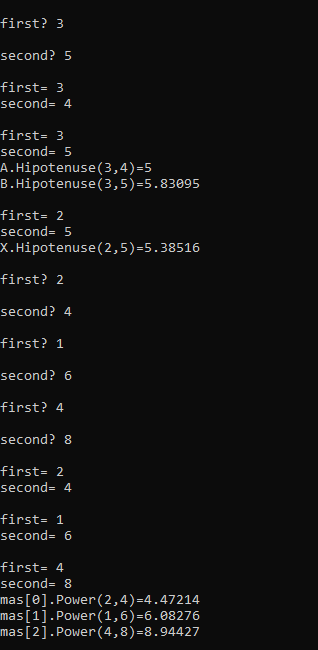 first? 3
second? 5
first= 3
second= 4
first= 3
second= 5
A.Hipotenuse(3,4)=5
B.Hipotenuse(3,5)=5.83095
first= 2
second= 5
X.Hipotenuse(2,5)=5.38516
first? 2
second? 4
first? 1
second? 6
first? 4
second? 8
first= 2
second= 4
first= 1
second= 6
first= 4
second= 8
mas[0].Power(2,4)=4.47214
mas[1].Power(1,6)=6.08276
mas[2].Power(4,8)=8.94427